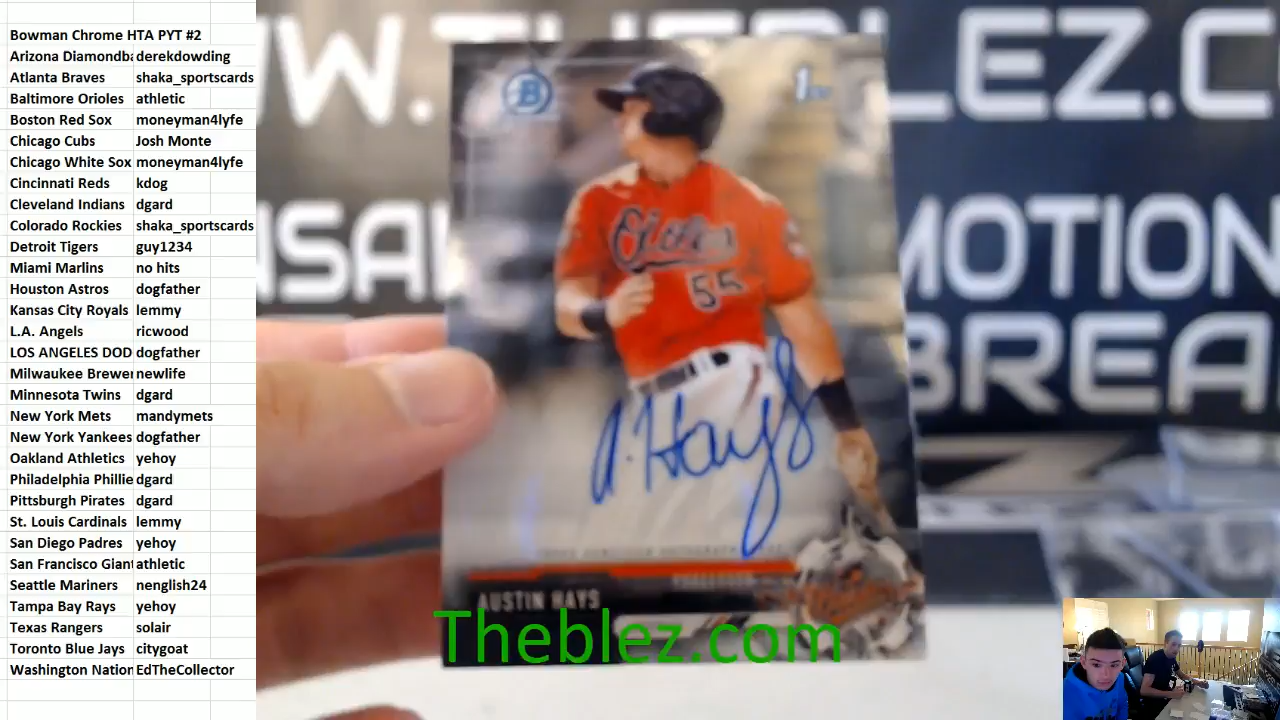 Bowman Chrome HTA PYT #2
Arizona Diamondba derekdowding
Atlanta Braves shaka_sportscards
Baltimore Orioles athletic
Boston Red Sox moneyman4lyfe
Chicago Cubs Josh Monte
Chicago White Sox moneyman4lyfe
Cincinnati Reds kdog
Cleveland Indians dgard
Colorado Rockies shaka_sportscards
Detroit Tigers guy1234
Miami Marlins no hits
Houston Astros dogfather
Kansas City Royals lemmy
L.A. Angels ricwood
LOS ANGELES DOD dogfather
Milwaukee Brewer newlife
Minnesota Twins dgard
New York Mets mandymets
New York Yankees dogfather
Oakland Athletics yehoy
Philadelphia Phillie dgard
Pittsburgh Pirates dgard
St. Louis Cardinals lemmy
San Diego Padres yehoy
San Francisco Giant athletic
Seattle Mariners nenglish24
Tampa Bay Rays yehoy
Texas Rangers solair
Toronto Blue Jays citygoat
Washington Nation EdTheCollector
WW.THEBLEZ.C
NSA
MOTION
BREA
B
1st
Orioles
55
A. Hays
AUSTIN HAYS
Theblez.com